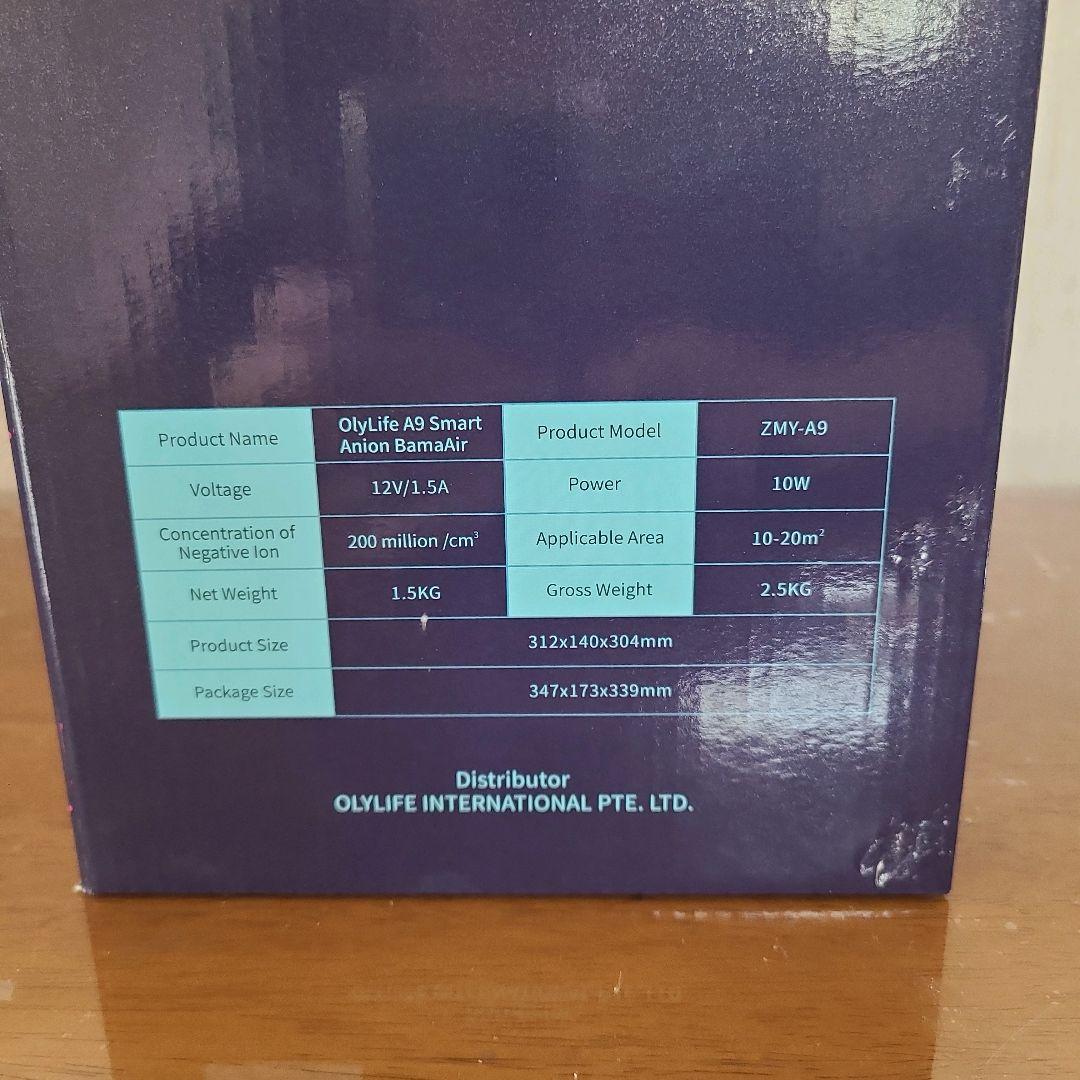 Product Name
OlyLife A9 Smart
Anion BamaAir
Product Model
ZMY-A9
Voltage
12V/1.5A
Power
10W
Concentration of
Negative Ion
200 million /cm³
Applicable Area
10-20m²
Net Weight
1.5KG
Gross Weight
2.5KG
Product Size
312x140x304mm
Package Size
347x173x339mm
Distributor
OLYLIFE INTERNATIONAL PTE. LTD.